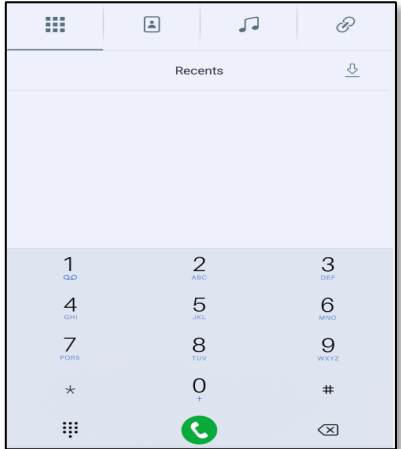 Recents
1 2 3
ABC DEF
4 5 6
GHI JKL MNO
7 8 9
PQRS TUV WXYZ
* 0 #
+